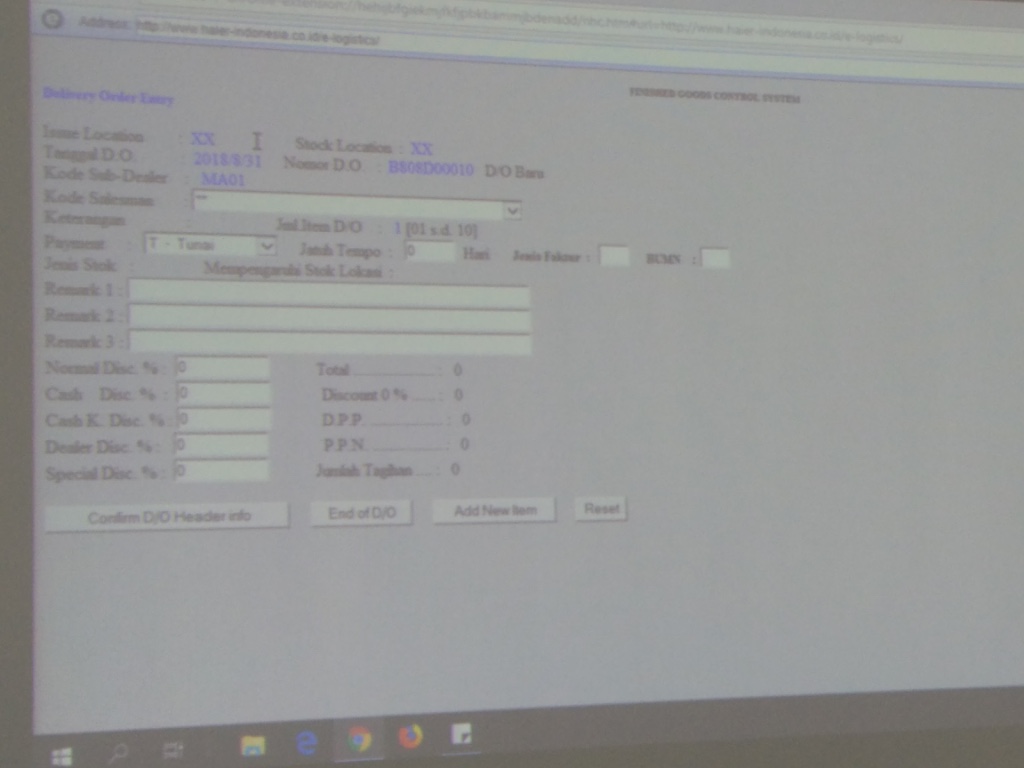 Address: http://www.haier-indonesia.co.id/e-logistics/
Delivery Order Entry
FINISHED GOODS CONTROL SYSTEM
Issue Location : XX Stock Location : XX
Tanggal D.O. : 2018/8/31 Nomor D.O. : B808D00010 D/O Baru
Kode Sub-Dealer : MA01
Kode Salesman : ---
Keterangan : Jml.Item D/O : 1 [01 s.d. 10]
Payment : T - Tunai Jatuh Tempo : 0 Hari Jenis Faktur : BUMN :
Jenis Stok : Mempengaruhi Stok Lokasi :
Remark 1 :
Remark 2 :
Remark 3 :
Normal Disc. % : 0 Total .................... : 0
Cash Disc. % : 0 Discount 0 % ...... : 0
Cash K. Disc. % : 0 D.P.P. ................. : 0
Dealer Disc. % : 0 P.P.N. ................. : 0
Special Disc. % : 0 Jumlah Tagihan ..... : 0
Confirm D/O Header info End of D/O Add New Item Reset